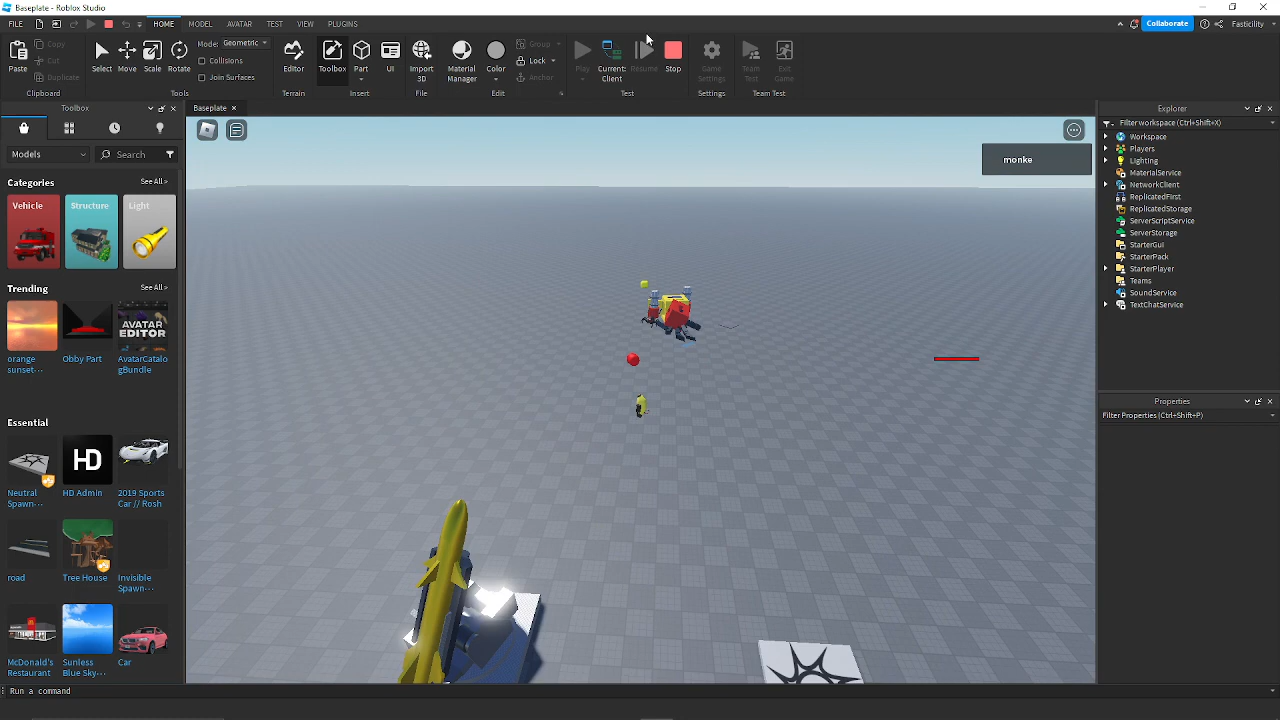 Baseplate - Roblox Studio
FILE HOME MODEL AVATAR TEST VIEW PLUGINS Collaborate Fasticility
Paste Copy Cut Duplicate
Clipboard
Select Move Scale Rotate Mode: Geometric Collisions Join Surfaces
Tools
Editor
Terrain
Toolbox Part UI
Insert
Import 3D
File
Material Manager Color Group Lock Anchor
Edit
Play Current: Client Resume Stop
Test
Game Settings
Settings
Team Test Exit Game
Team Test
Toolbox
Models Search
Categories See All >
Vehicle Structure Light
Trending See All >
AVATAR EDITOR
orange sunset··· Obby Part AvatarCatalogBundle
Essential
HD
Neutral Spawn··· HD Admin 2019 Sports Car // Rosh
road Tree House Invisible Spawn···
McDonald's Restaurant Sunless Blue Sky··· Car
Run a command
Baseplate ×
monke
Explorer
Filter workspace (Ctrl+Shift+X)
Workspace
Players
Lighting
MaterialService
NetworkClient
ReplicatedFirst
ReplicatedStorage
ServerScriptService
ServerStorage
StarterGui
StarterPack
StarterPlayer
Teams
SoundService
TextChatService
Properties
Filter Properties (Ctrl+Shift+P)